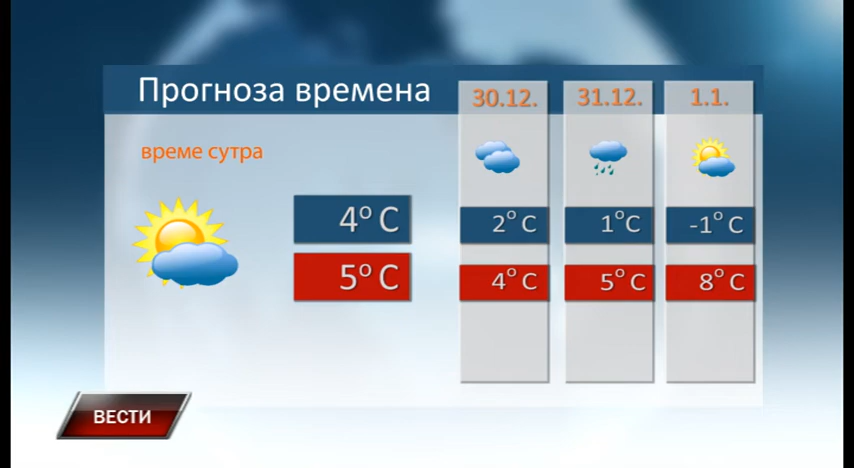 Прогноза времена
30.12.
31.12.
1.1.
време сутра
4° C
2° C
1°C
-1° C
5° C
4° C
5° C
8° C
ВЕСТИ